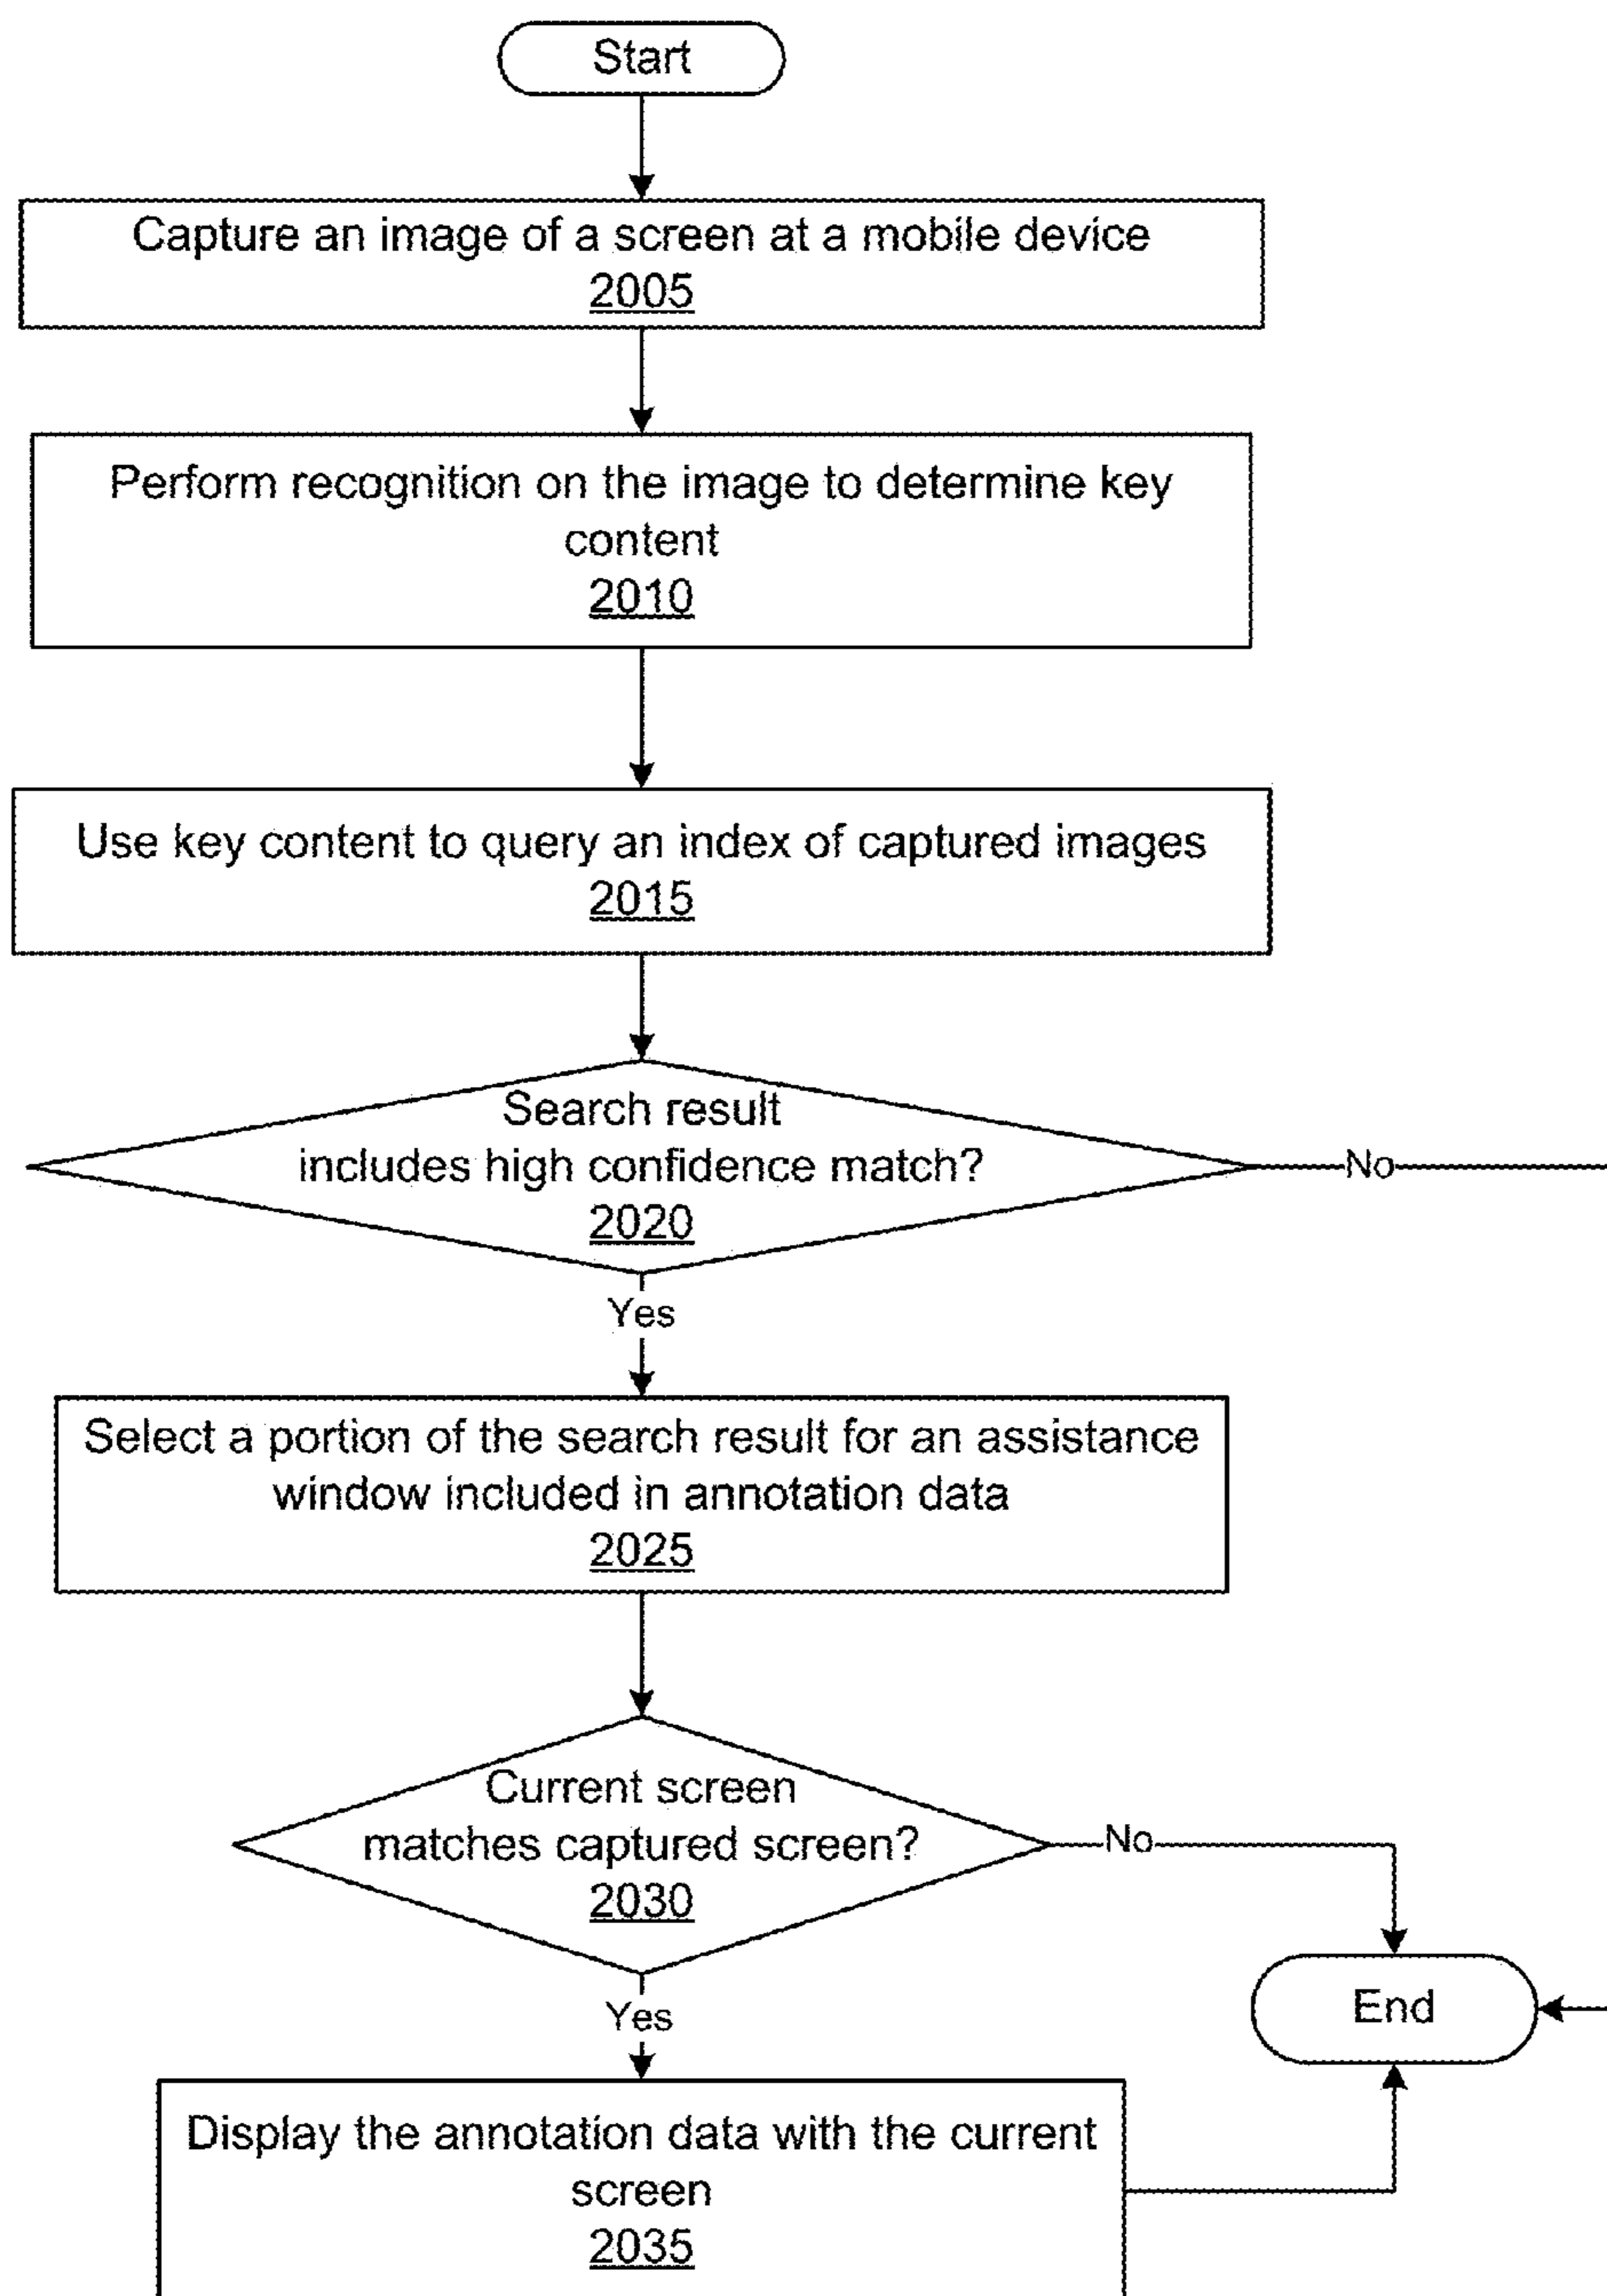 Start
Capture an image of a screen at a mobile device
2005
Perform recognition on the image to determine key
content
2010
Use key content to query an index of captured images
2015
Search result
includes high confidence match?
2020
No
Yes
Select a portion of the search result for an assistance
window included in annotation data
2025
Current screen
matches captured screen?
2030
No
Yes
End
Display the annotation data with the current
screen
2035